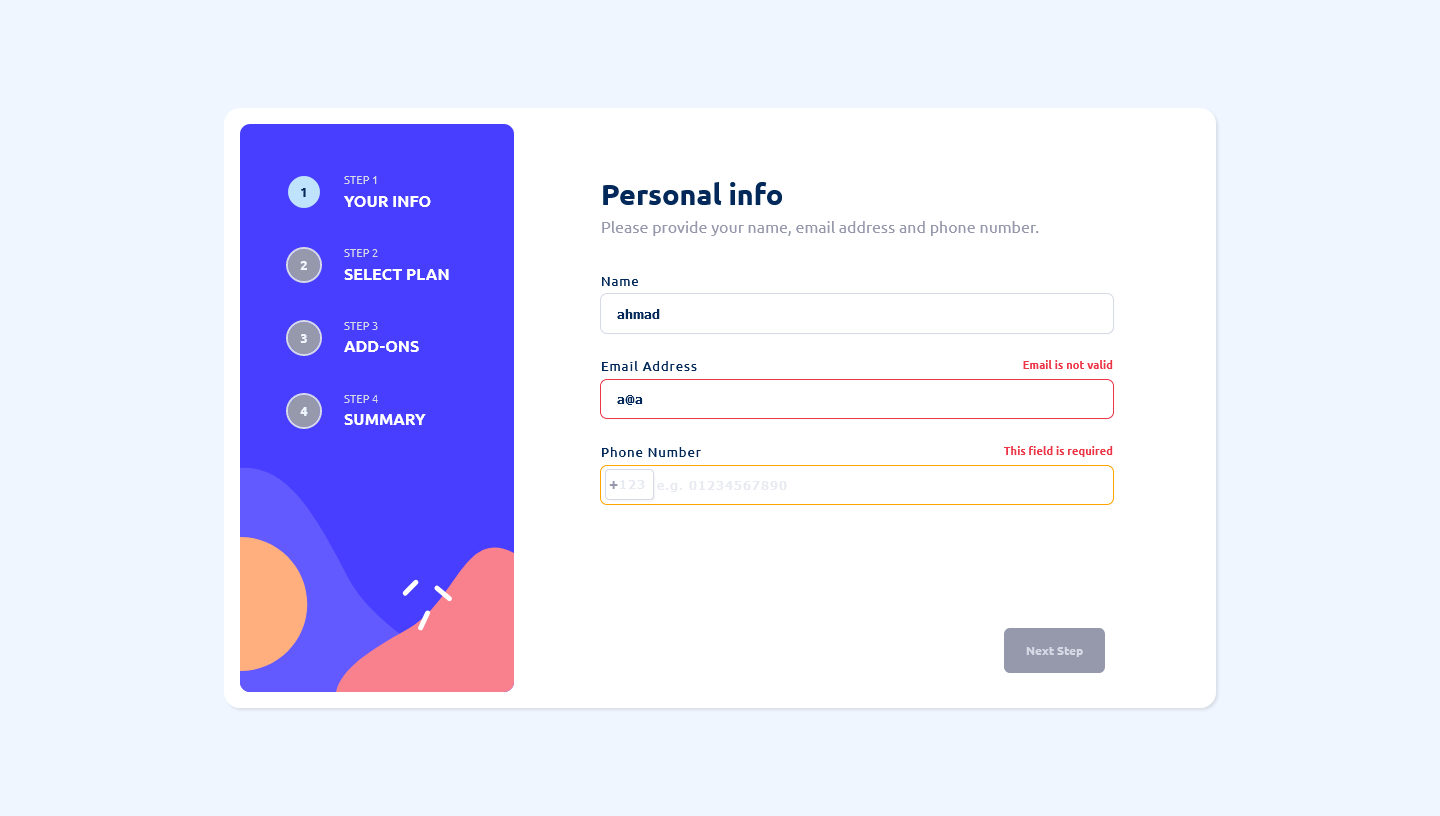 1
STEP 1
YOUR INFO
2
STEP 2
SELECT PLAN
3
STEP 3
ADD-ONS
4
STEP 4
SUMMARY
Personal info
Please provide your name, email address and phone number.
Name
ahmad
Email Address
Email is not valid
a@a
Phone Number
This field is required
+123 e.g. 01234567890
Next Step